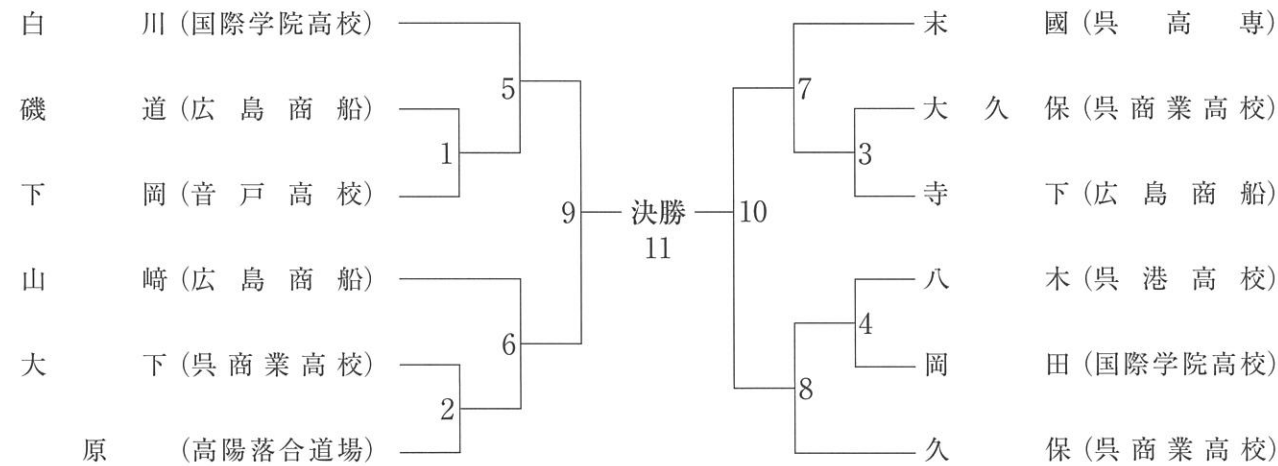 白川(国際学院高校)
磯道(広島商船)
下岡(音戸高校)
山﨑(広島商船)
大下(呉商業高校)
原(高陽落合道場)
5
1
9
6
2
決勝
11
末國(呉高専)
大久保(呉商業高校)
寺下(広島商船)
八木(呉港高校)
岡田(国際学院高校)
久保(呉商業高校)
7
3
10
4
8